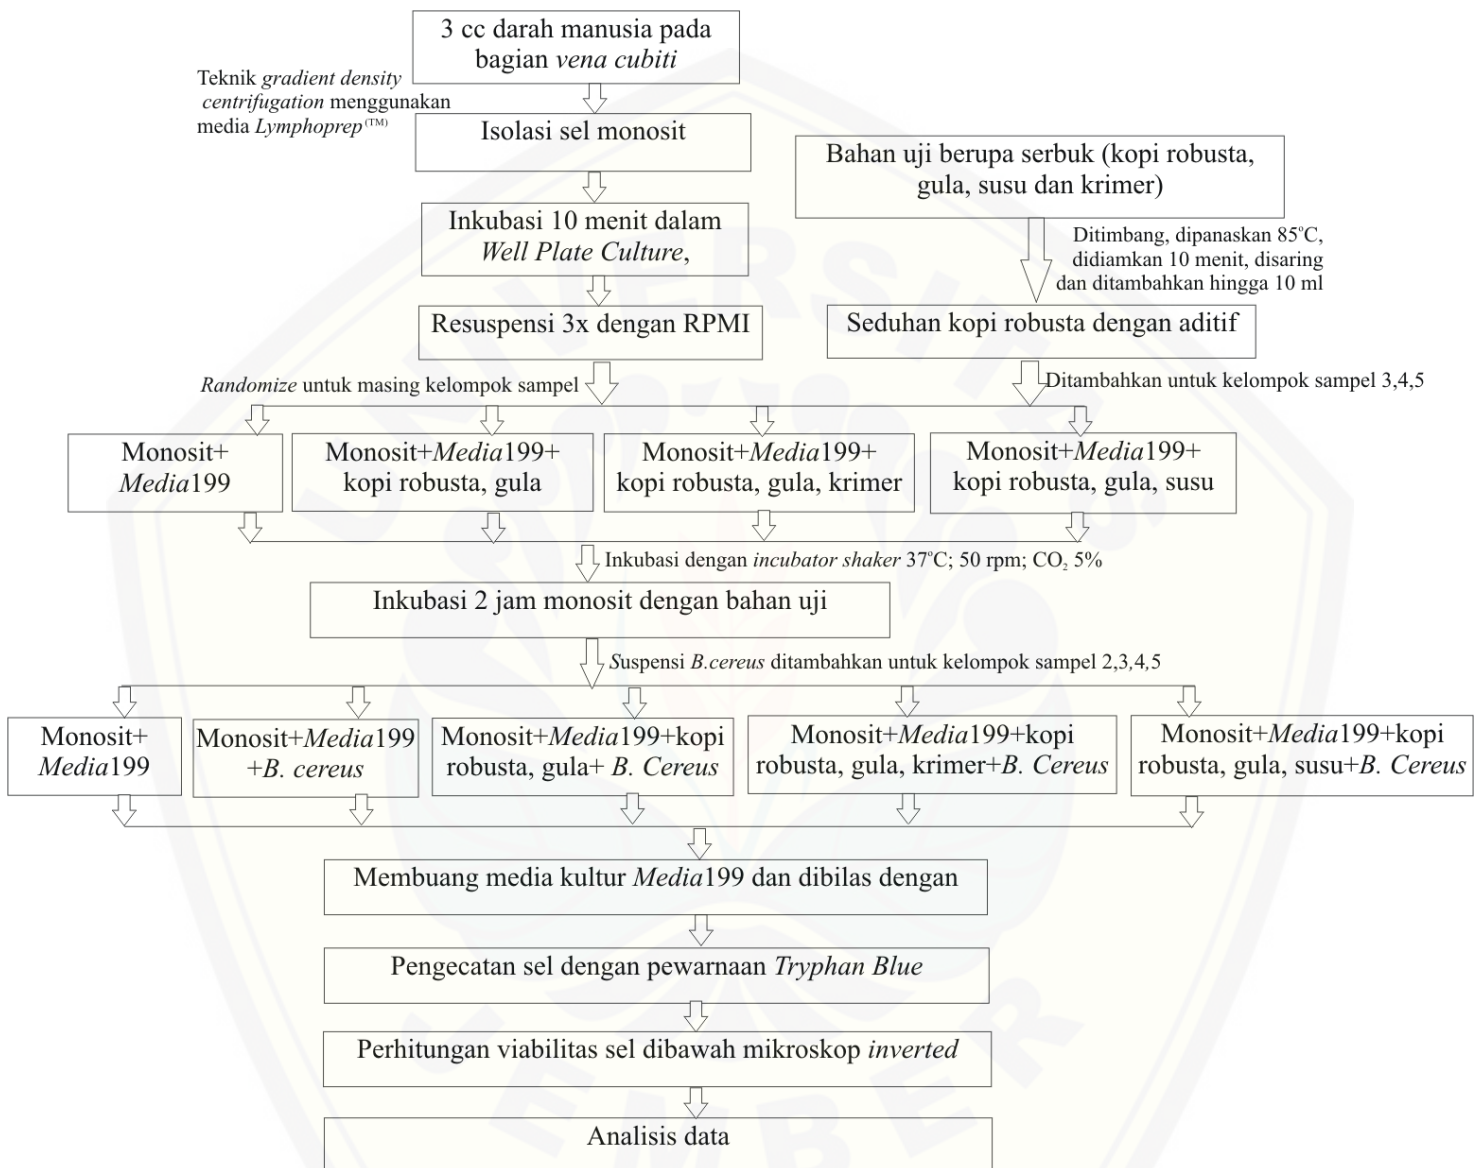 3 cc darah manusia pada
bagian vena cubiti
Teknik gradient density
centrifugation menggunakan
media Lymphoprep(TM)
Isolasi sel monosit
Bahan uji berupa serbuk (kopi robusta,
gula, susu dan krimer)
Inkubasi 10 menit dalam
Well Plate Culture,
Ditimbang, dipanaskan 85°C,
didiamkan 10 menit, disaring
dan ditambahkan hingga 10 ml
Resuspensi 3x dengan RPMI
Seduhan kopi robusta dengan aditif
Randomize untuk masing kelompok sampel
Ditambahkan untuk kelompok sampel 3,4,5
Monosit+
Media199
Monosit+Media199+
kopi robusta, gula
Monosit+Media199+
kopi robusta, gula, krimer
Monosit+Media199+
kopi robusta, gula, susu
Inkubasi dengan incubator shaker 37°C; 50 rpm; CO₂ 5%
Inkubasi 2 jam monosit dengan bahan uji
Suspensi B.cereus ditambahkan untuk kelompok sampel 2,3,4,5
Monosit+
Media199
Monosit+Media199
+B. cereus
Monosit+Media199+kopi
robusta, gula+ B. Cereus
Monosit+Media199+kopi
robusta, gula, krimer+B. Cereus
Monosit+Media199+kopi
robusta, gula, susu+B. Cereus
Membuang media kultur Media199 dan dibilas dengan
Pengecatan sel dengan pewarnaan Tryphan Blue
Perhitungan viabilitas sel dibawah mikroskop inverted
Analisis data
UNIVERSITAS
JEMBER